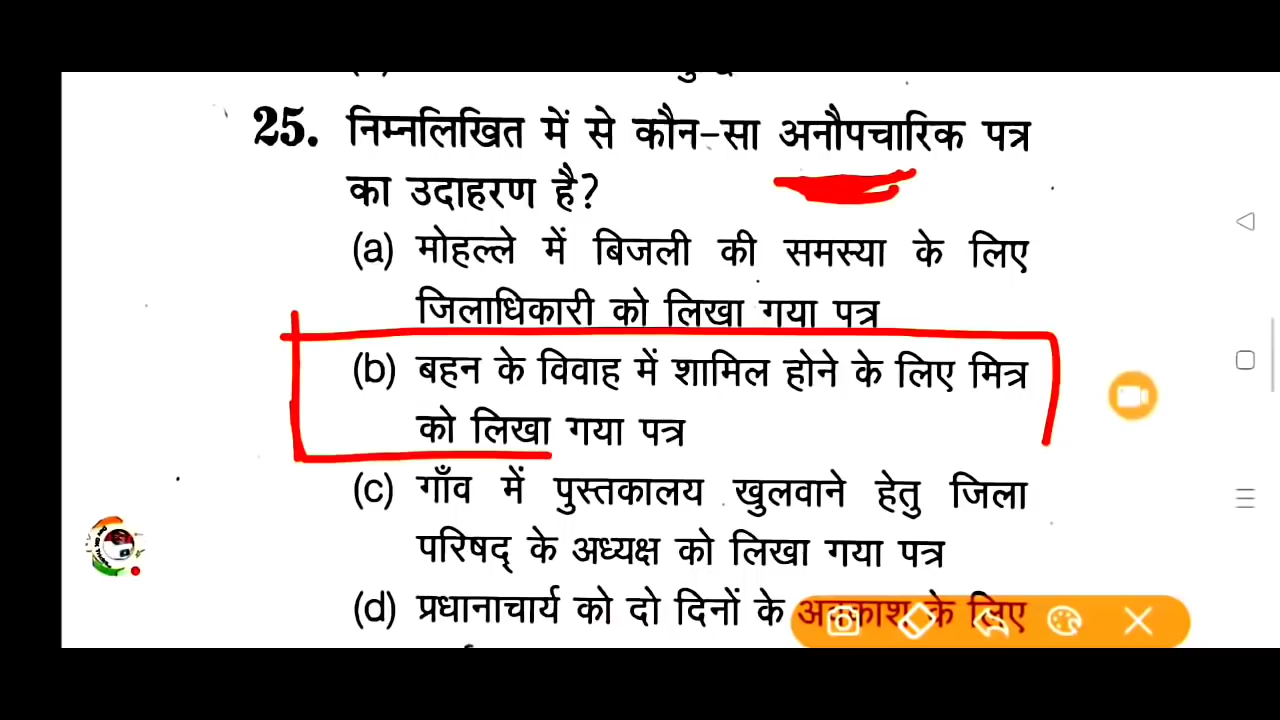 25. निम्नलिखित में से कौन-सा अनौपचारिक पत्र
का उदाहरण है?
(a) मोहल्ले में बिजली की समस्या के लिए
जिलाधिकारी को लिखा गया पत्र
(b) बहन के विवाह में शामिल होने के लिए मित्र
को लिखा गया पत्र
(c) गाँव में पुस्तकालय खुलवाने हेतु जिला
परिषद् के अध्यक्ष को लिखा गया पत्र
(d) प्रधानाचार्य को दो दिनों के अवकाश के लिए